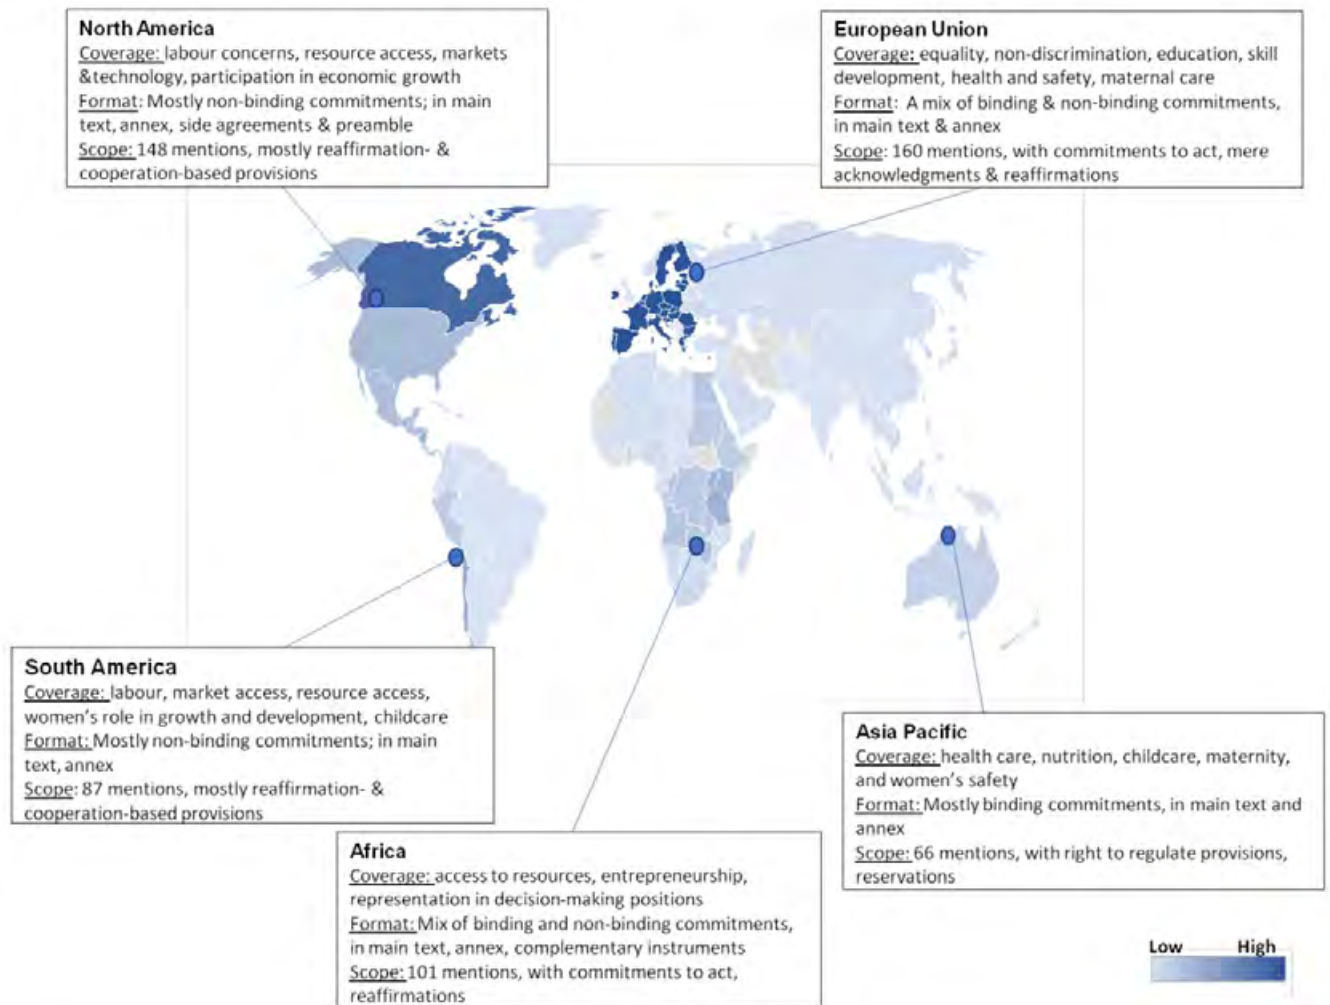 North America
Coverage: labour concerns, resource access, markets
&technology, participation in economic growth
Format: Mostly non-binding commitments; in main
text, annex, side agreements & preamble
Scope: 148 mentions, mostly reaffirmation- &
cooperation-based provisions
European Union
Coverage: equality, non-discrimination, education, skill
development, health and safety, maternal care
Format: A mix of binding & non-binding commitments,
in main text & annex
Scope: 160 mentions, with commitments to act, mere
acknowledgments & reaffirmations
South America
Coverage: labour, market access, resource access,
women's role in growth and development, childcare
Format: Mostly non-binding commitments; in main
text, annex
Scope: 87 mentions, mostly reaffirmation- &
cooperation-based provisions
Africa
Coverage: access to resources, entrepreneurship,
representation in decision-making positions
Format: Mix of binding and non-binding commitments,
in main text, annex, complementary instruments
Scope: 101 mentions, with commitments to act,
reaffirmations
Asia Pacific
Coverage: health care, nutrition, childcare, maternity,
and women's safety
Format: Mostly binding commitments, in main text and
annex
Scope: 66 mentions, with right to regulate provisions,
reservations
Low High